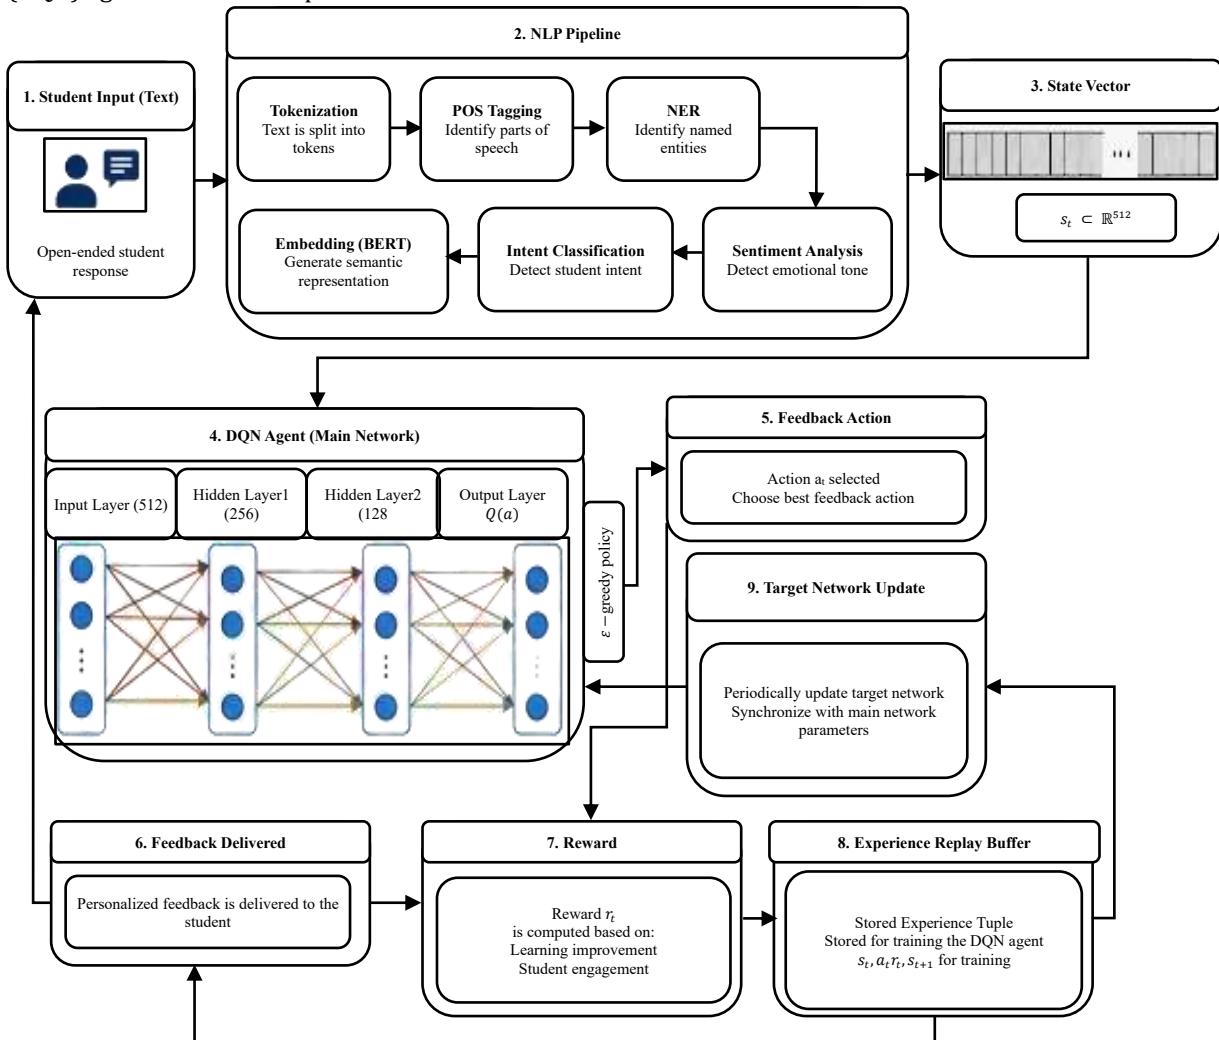 1. Student Input (Text)
Open-ended student
response
2. NLP Pipeline
Tokenization
Text is split into
tokens
POS Tagging
Identify parts of
speech
NER
Identify named
entities
Embedding (BERT)
Generate semantic
representation
Intent Classification
Detect student intent
Sentiment Analysis
Detect emotional tone
3. State Vector
s_t ⊂ ℝ^512
4. DQN Agent (Main Network)
Input Layer (512)
Hidden Layer1
(256)
Hidden Layer2
(128
Output Layer
Q(a)
ε − greedy policy
5. Feedback Action
Action aₜ selected
Choose best feedback action
9. Target Network Update
Periodically update target network
Synchronize with main network
parameters
6. Feedback Delivered
Personalized feedback is delivered to the
student
7. Reward
Reward r_t
is computed based on:
Learning improvement
Student engagement
8. Experience Replay Buffer
Stored Experience Tuple
Stored for training the DQN agent
s_t, a_t r_t, s_{t+1} for training